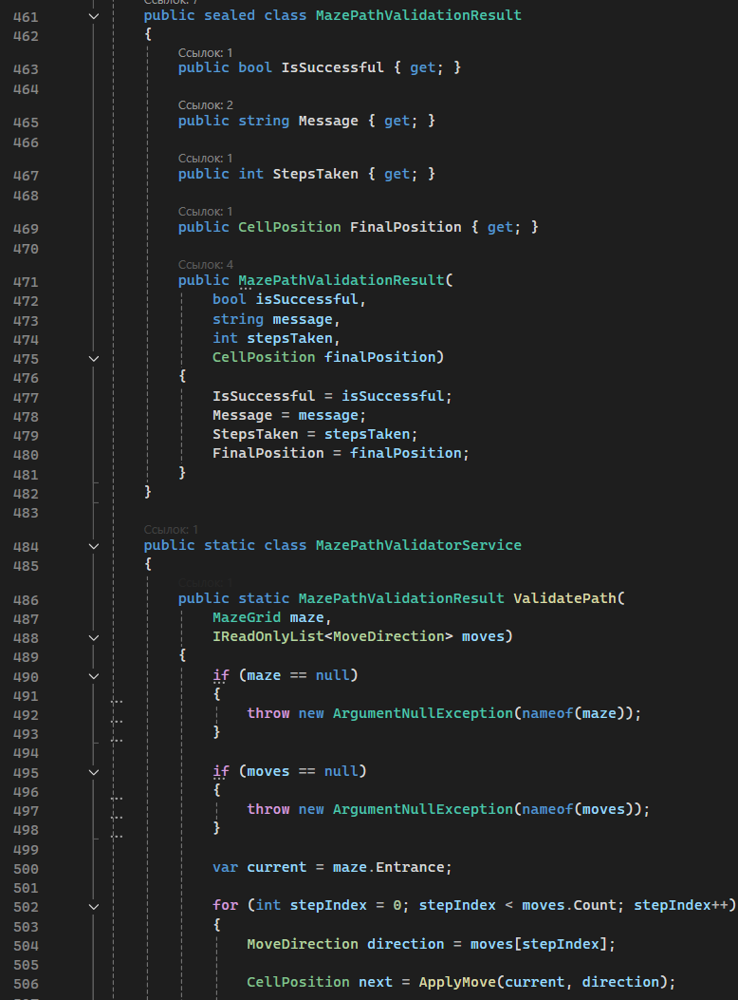 Ссылок: 7
461 public sealed class MazePathValidationResult
462 {
Ссылок: 1
463 public bool IsSuccessful { get; }
464
Ссылок: 2
465 public string Message { get; }
466
Ссылок: 1
467 public int StepsTaken { get; }
468
Ссылок: 1
469 public CellPosition FinalPosition { get; }
470
Ссылок: 4
471 public MazePathValidationResult(
472 bool isSuccessful,
473 string message,
474 int stepsTaken,
475 CellPosition finalPosition)
476 {
477 IsSuccessful = isSuccessful;
478 Message = message;
479 StepsTaken = stepsTaken;
480 FinalPosition = finalPosition;
481 }
482 }
483
Ссылок: 1
484 public static class MazePathValidatorService
485 {
Ссылок: 1
486 public static MazePathValidationResult ValidatePath(
487 MazeGrid maze,
488 IReadOnlyList<MoveDirection> moves)
489 {
490 if (maze == null)
491 {
492 throw new ArgumentNullException(nameof(maze));
493 }
494
495 if (moves == null)
496 {
497 throw new ArgumentNullException(nameof(moves));
498 }
499
500 var current = maze.Entrance;
501
502 for (int stepIndex = 0; stepIndex < moves.Count; stepIndex++)
503 {
504 MoveDirection direction = moves[stepIndex];
505
506 CellPosition next = ApplyMove(current, direction);